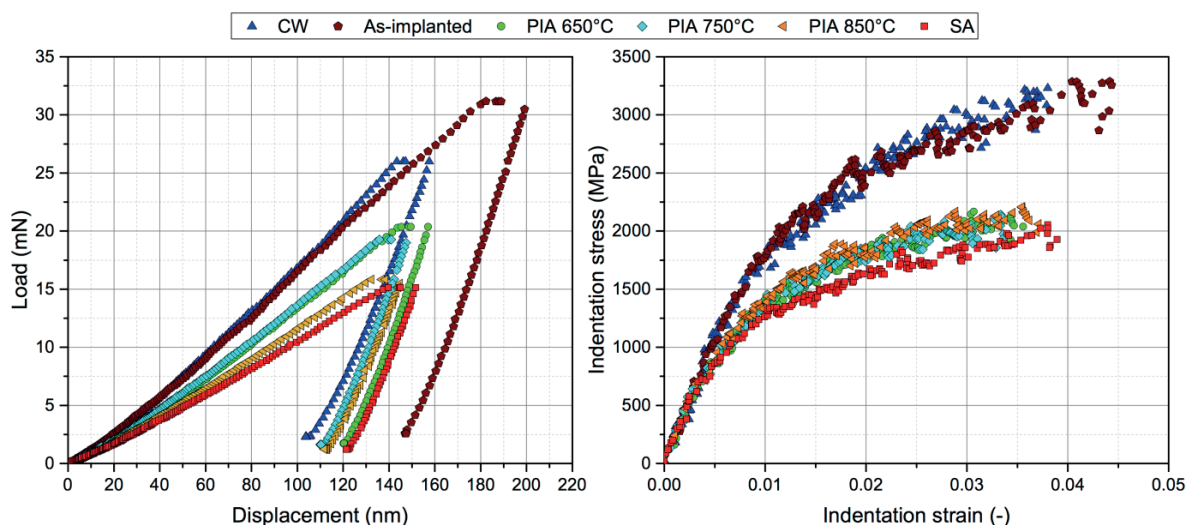 CW As-implanted PIA 650°C PIA 750°C PIA 850°C SA
35
30
25
20
15
10
5
0
Load (mN)
0 20 40 60 80 100 120 140 160 180 200 220
Displacement (nm)
3500
3000
2500
2000
1500
1000
500
0
Indentation stress (MPa)
0.00 0.01 0.02 0.03 0.04 0.05
Indentation strain (-)